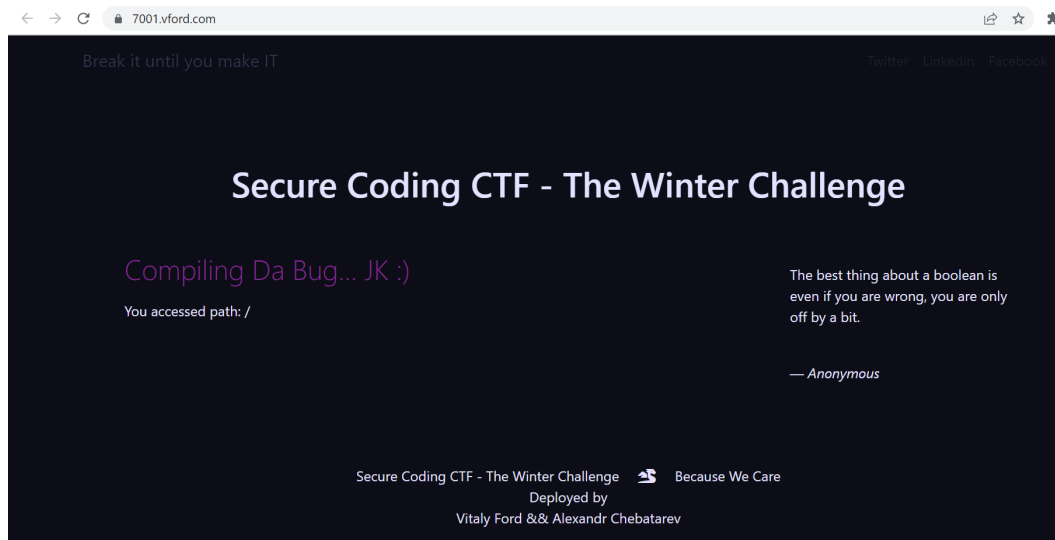 7001.vford.com
Break it until you make IT
Twitter Linkedin Facebook
Secure Coding CTF - The Winter Challenge
Compiling Da Bug... JK :)
You accessed path: /
The best thing about a boolean is
even if you are wrong, you are only
off by a bit.
— Anonymous
Secure Coding CTF - The Winter Challenge Because We Care
Deployed by
Vitaly Ford && Alexandr Chebatarev